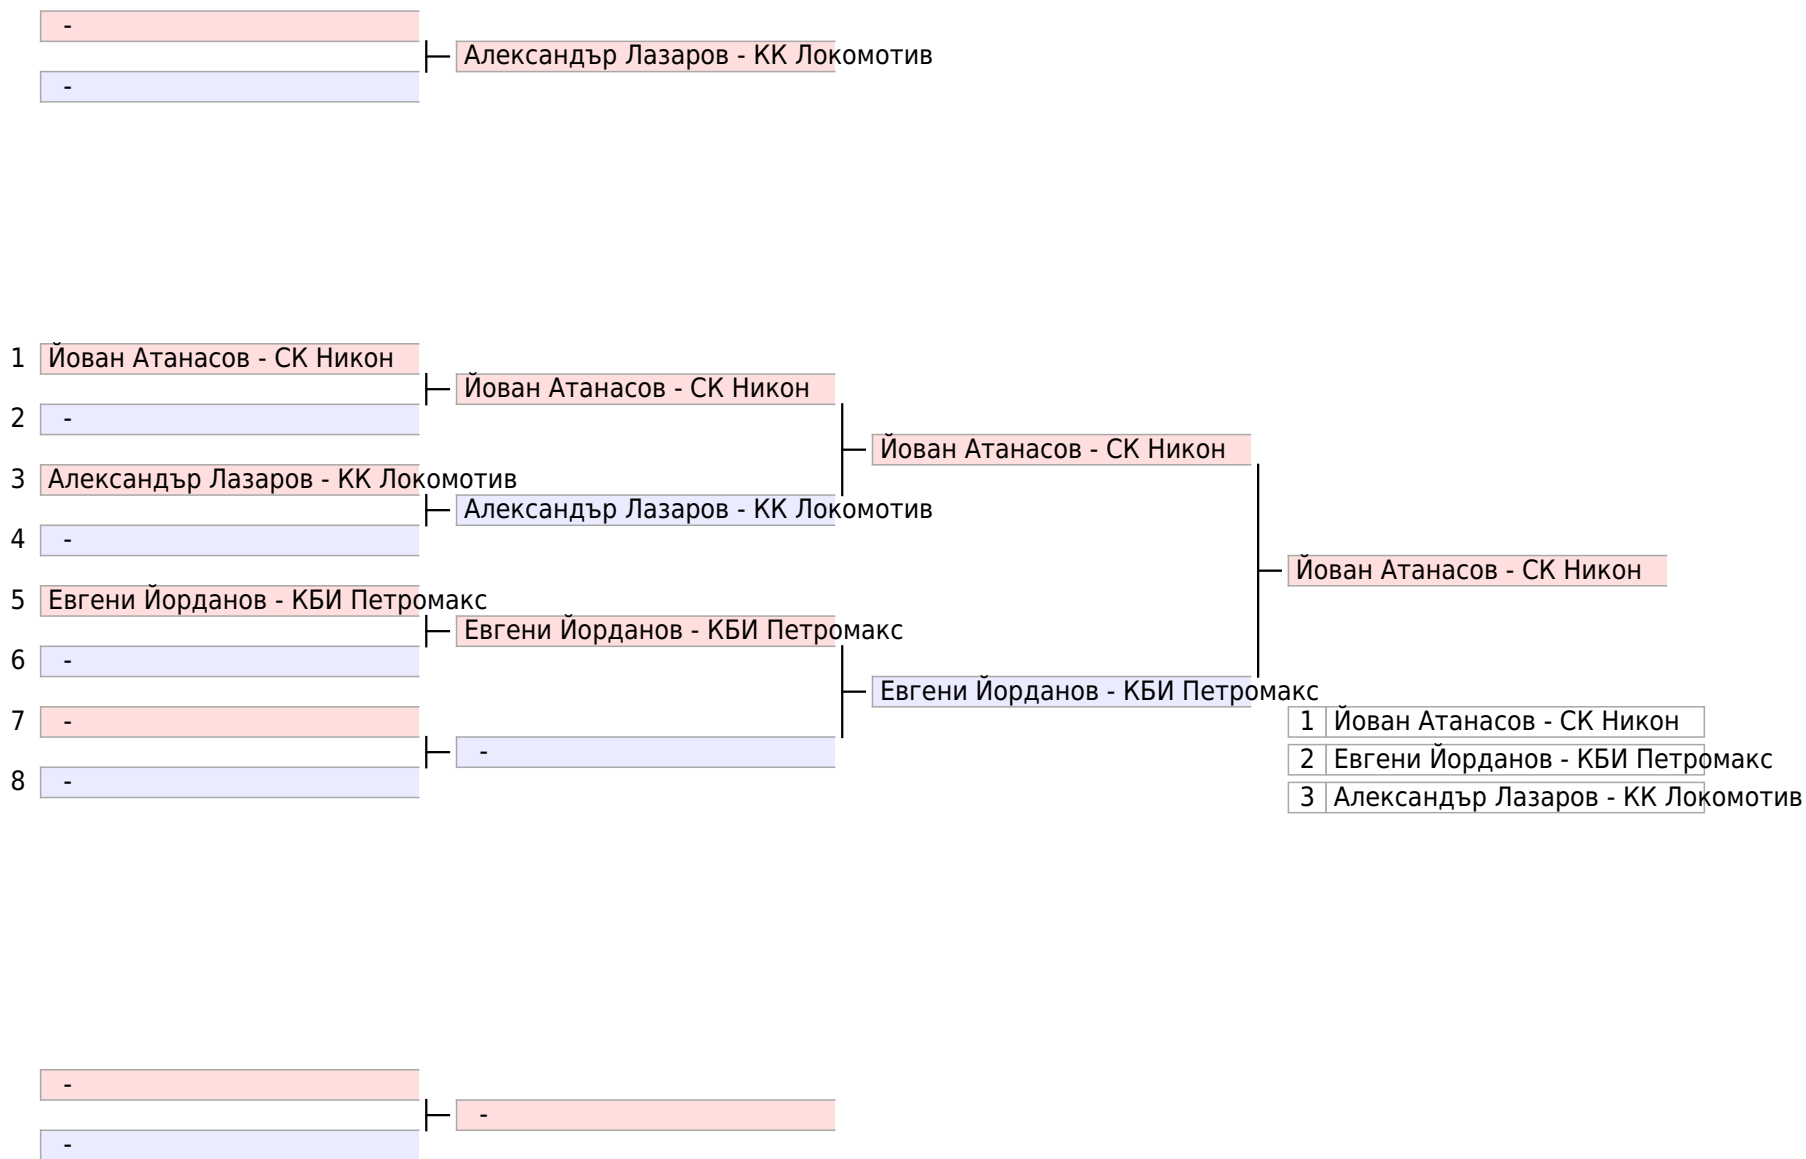 -
Александър Лазаров - КК Локомотив
-
1 Йован Атанасов - СК Никон
Йован Атанасов - СК Никон
2 -
Йован Атанасов - СК Никон
3 Александър Лазаров - КК Локомотив
Александър Лазаров - КК Локомотив
4 -
Йован Атанасов - СК Никон
5 Евгени Йорданов - КБИ Петромакс
Евгени Йорданов - КБИ Петромакс
6 -
Евгени Йорданов - КБИ Петромакс
7 -
1 Йован Атанасов - СК Никон
-
2 Евгени Йорданов - КБИ Петромакс
8 -
3 Александър Лазаров - КК Локомотив
-
-
-